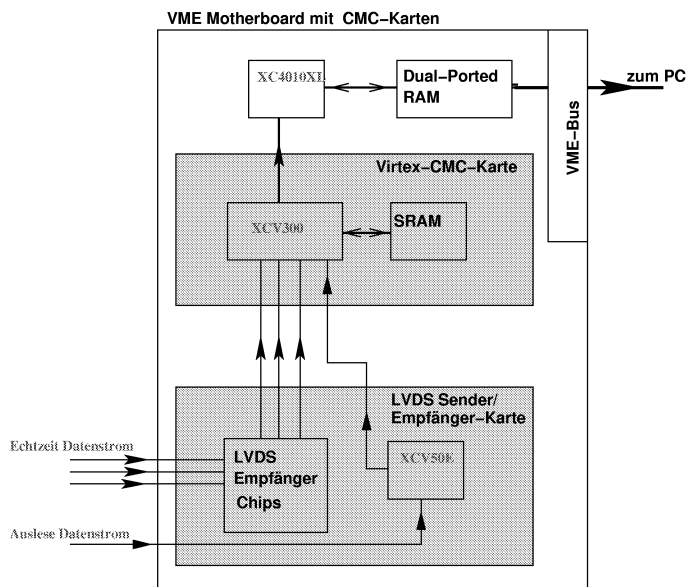 VME Motherboard mit CMC-Karten
XC4010XL
Dual-Ported
RAM
zum PC
VME-Bus
Virtex-CMC-Karte
XCV300
SRAM
LVDS Sender/
Empfänger-Karte
Echtzeit Datenstrom
LVDS
Empfänger
Chips
XCV50E
Auslese Datenstrom